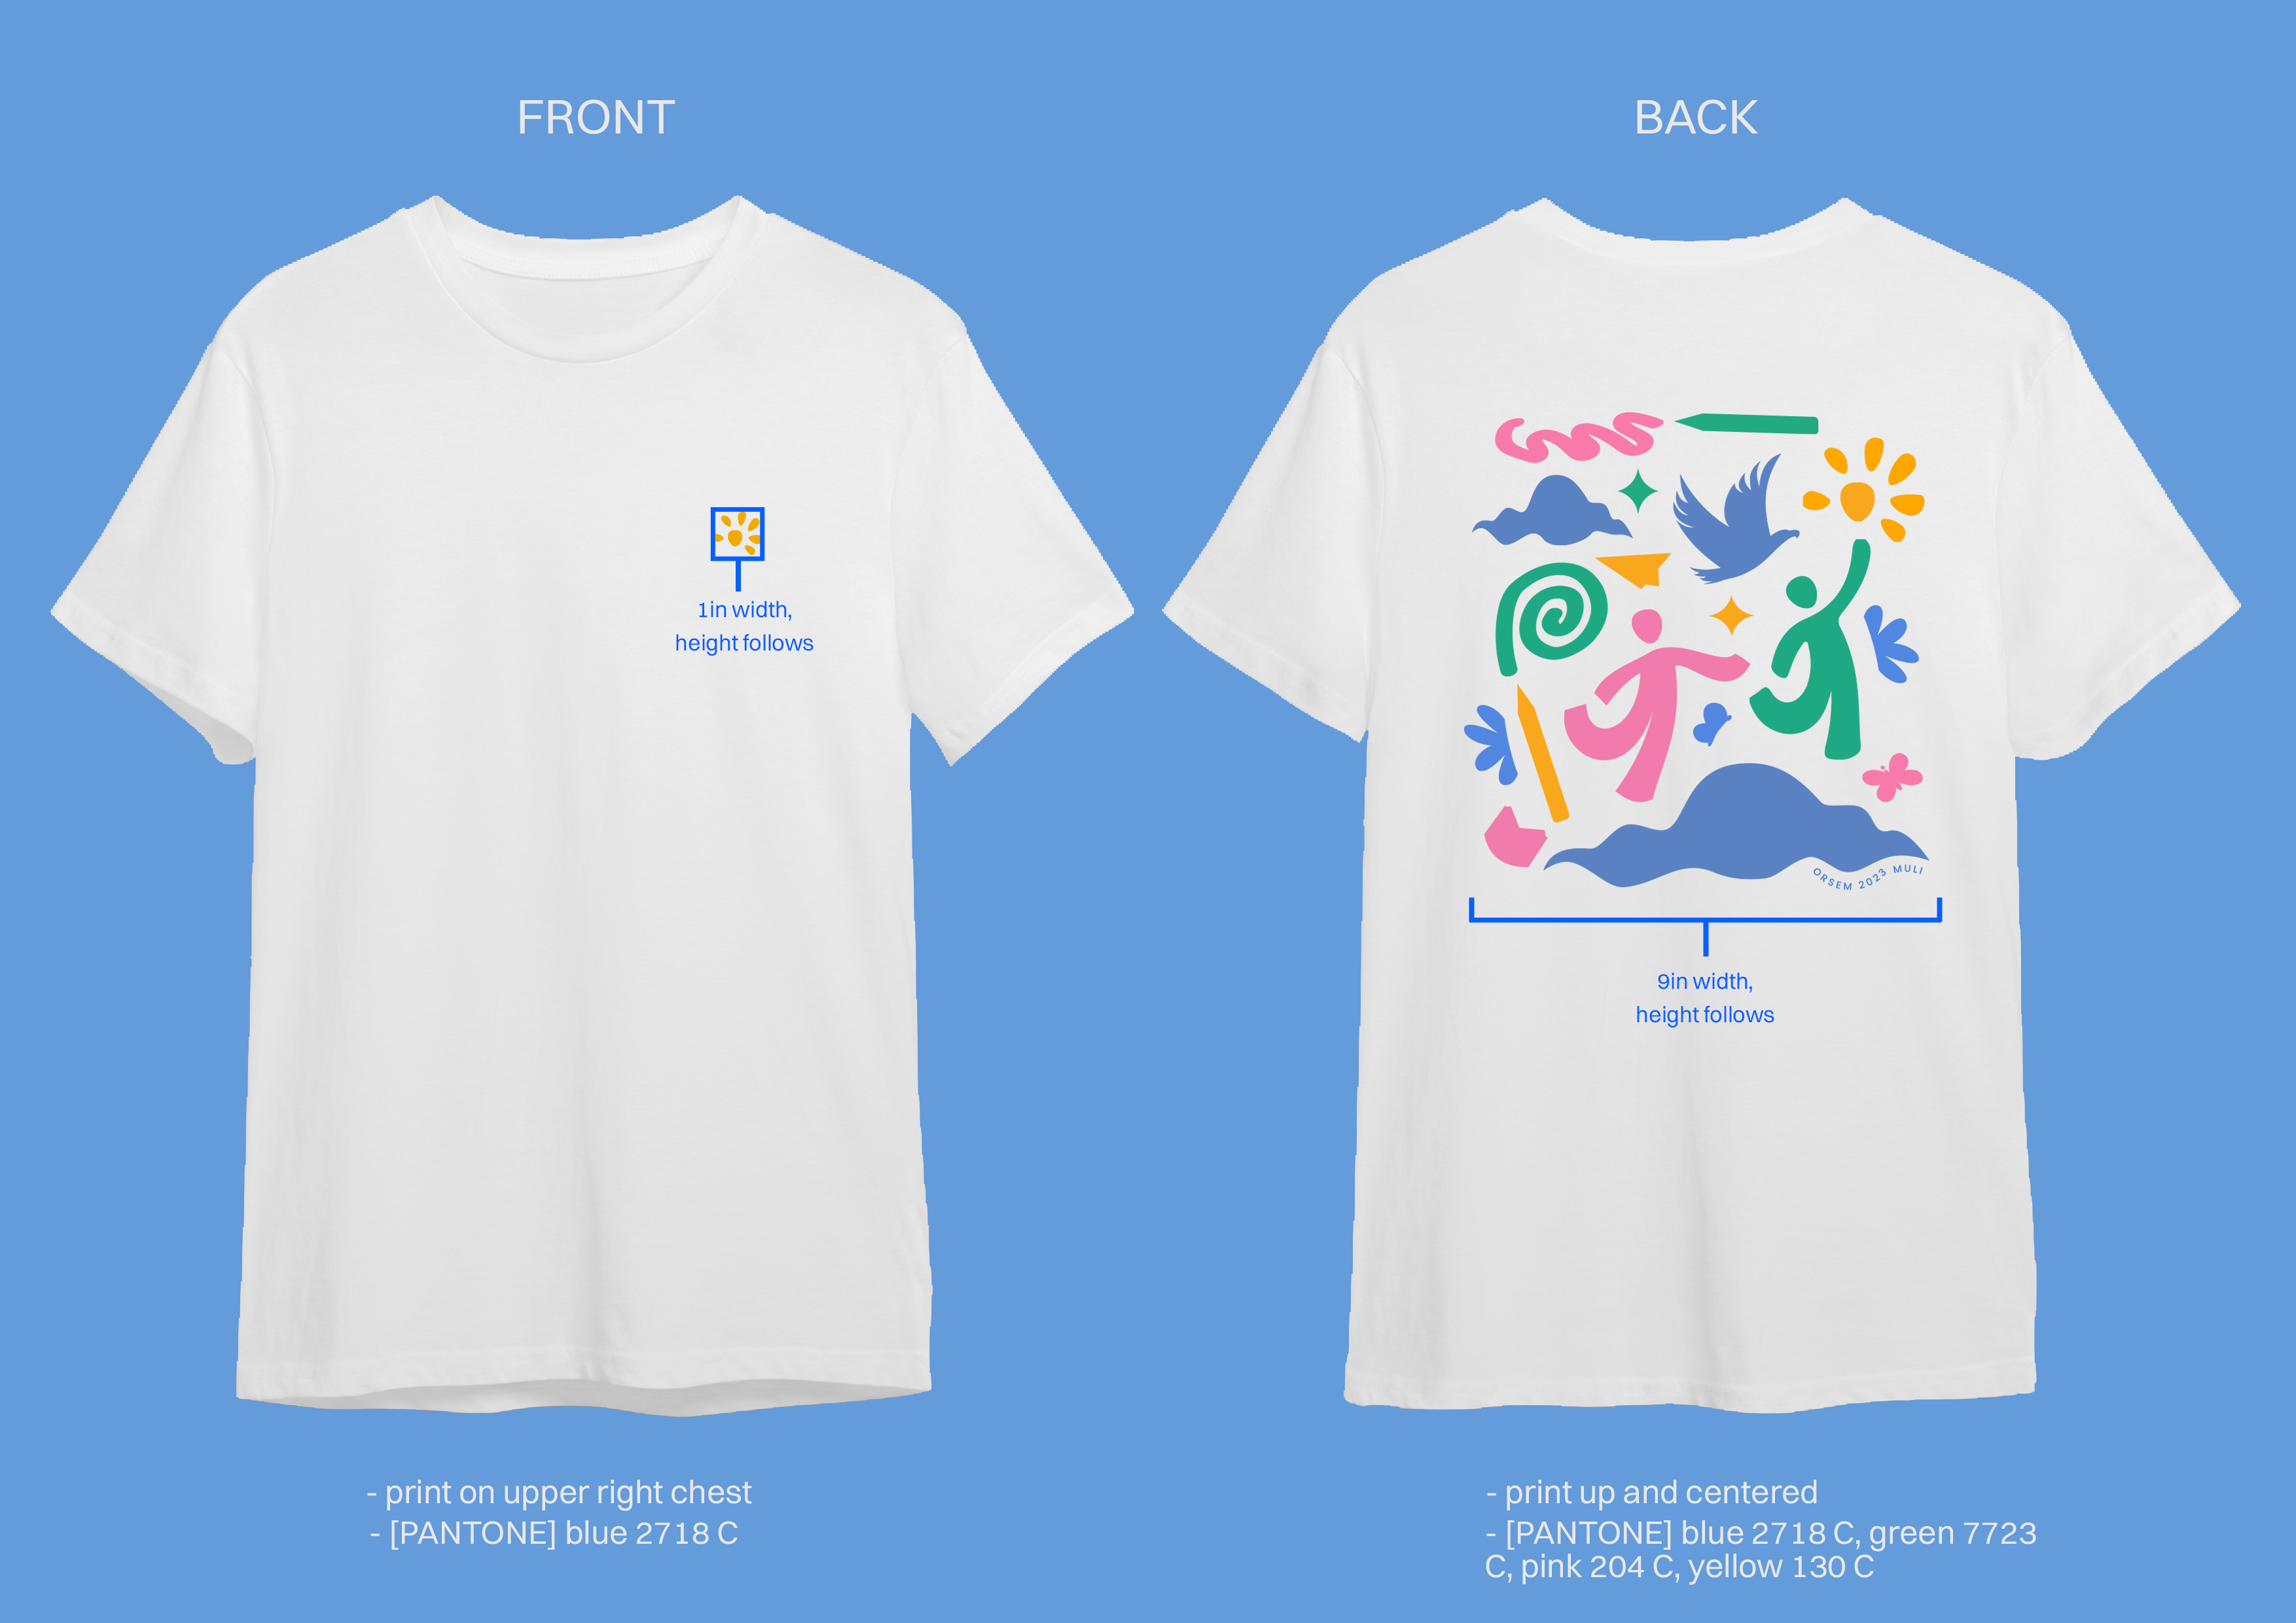 FRONT
1in width,
height follows
- print on upper right chest
- [PANTONE] blue 2718 C
BACK
ORSEM 2023 MULI
9in width,
height follows
- print up and centered
- [PANTONE] blue 2718 C, green 7723
C, pink 204 C, yellow 130 C